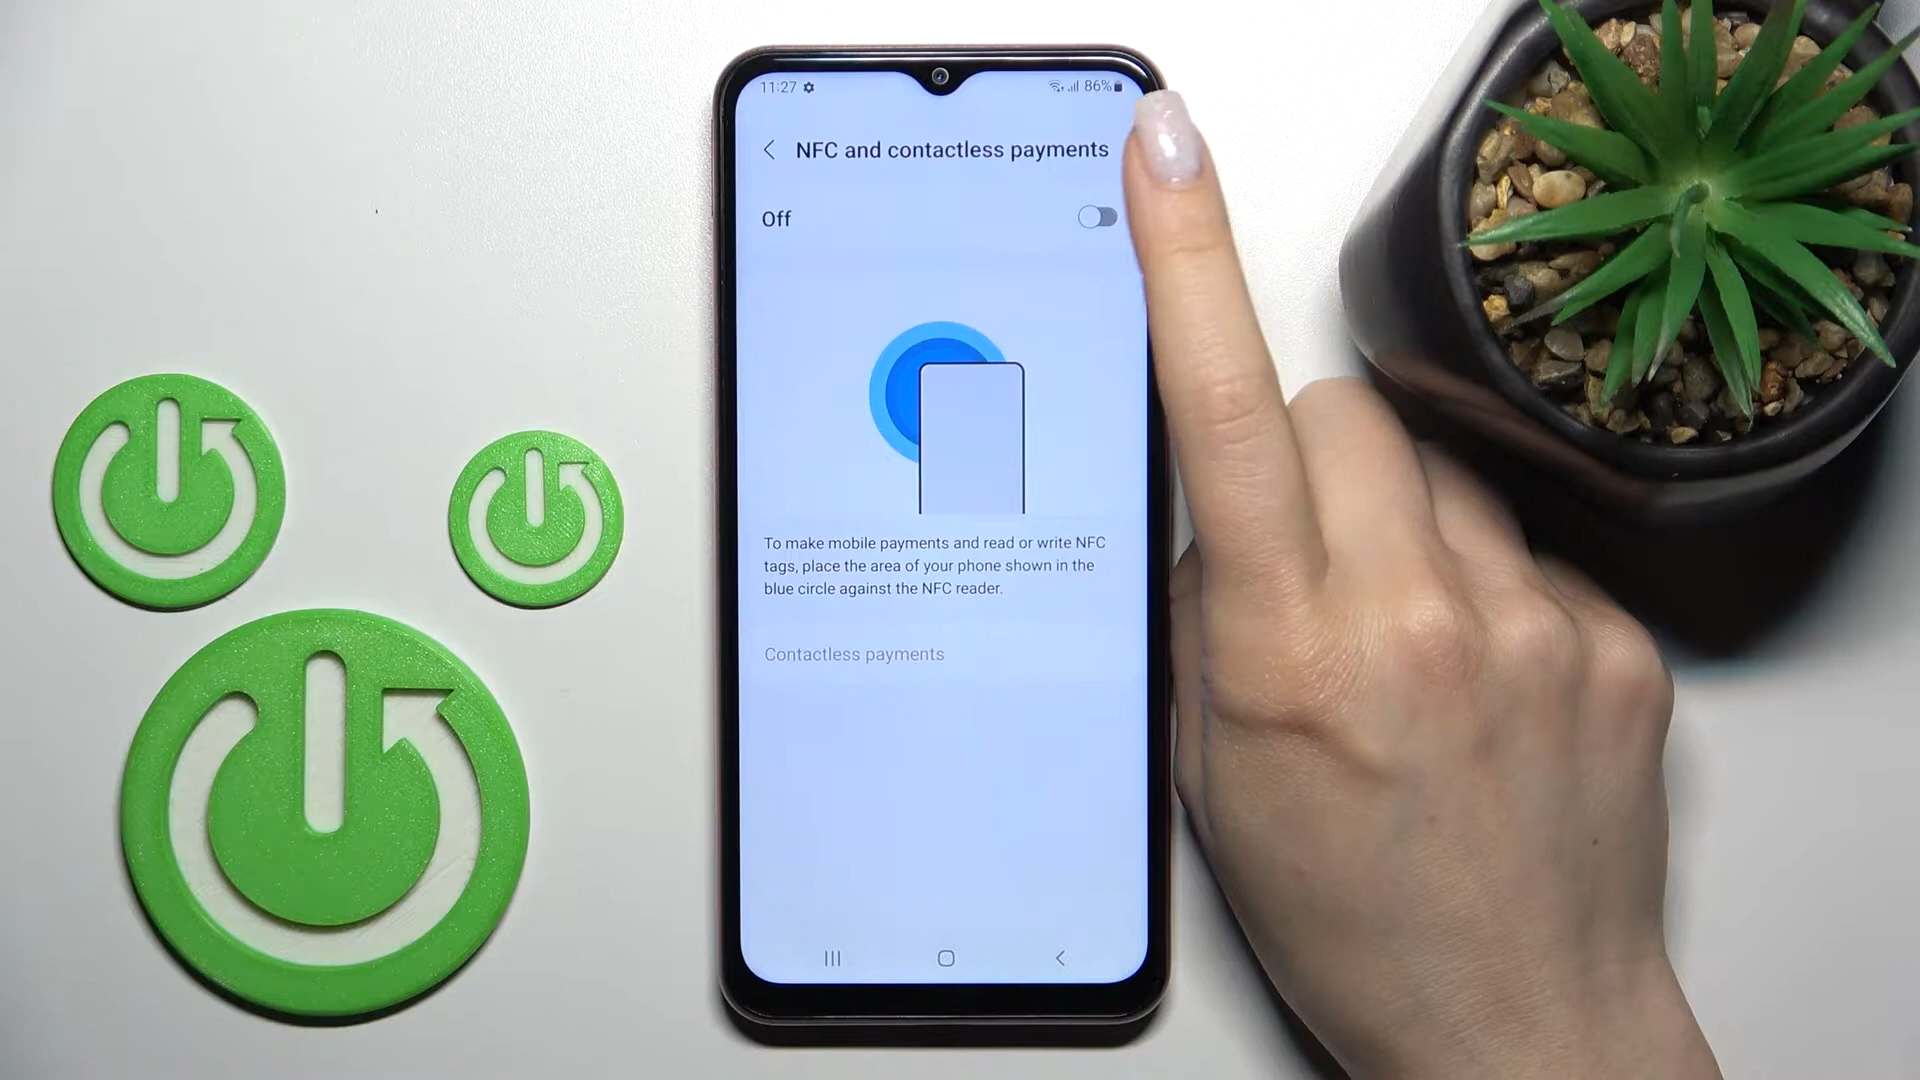 11:27 86%
NFC and contactless payments
Off
To make mobile payments and read or write NFC
tags, place the area of your phone shown in the
blue circle against the NFC reader.
Contactless payments